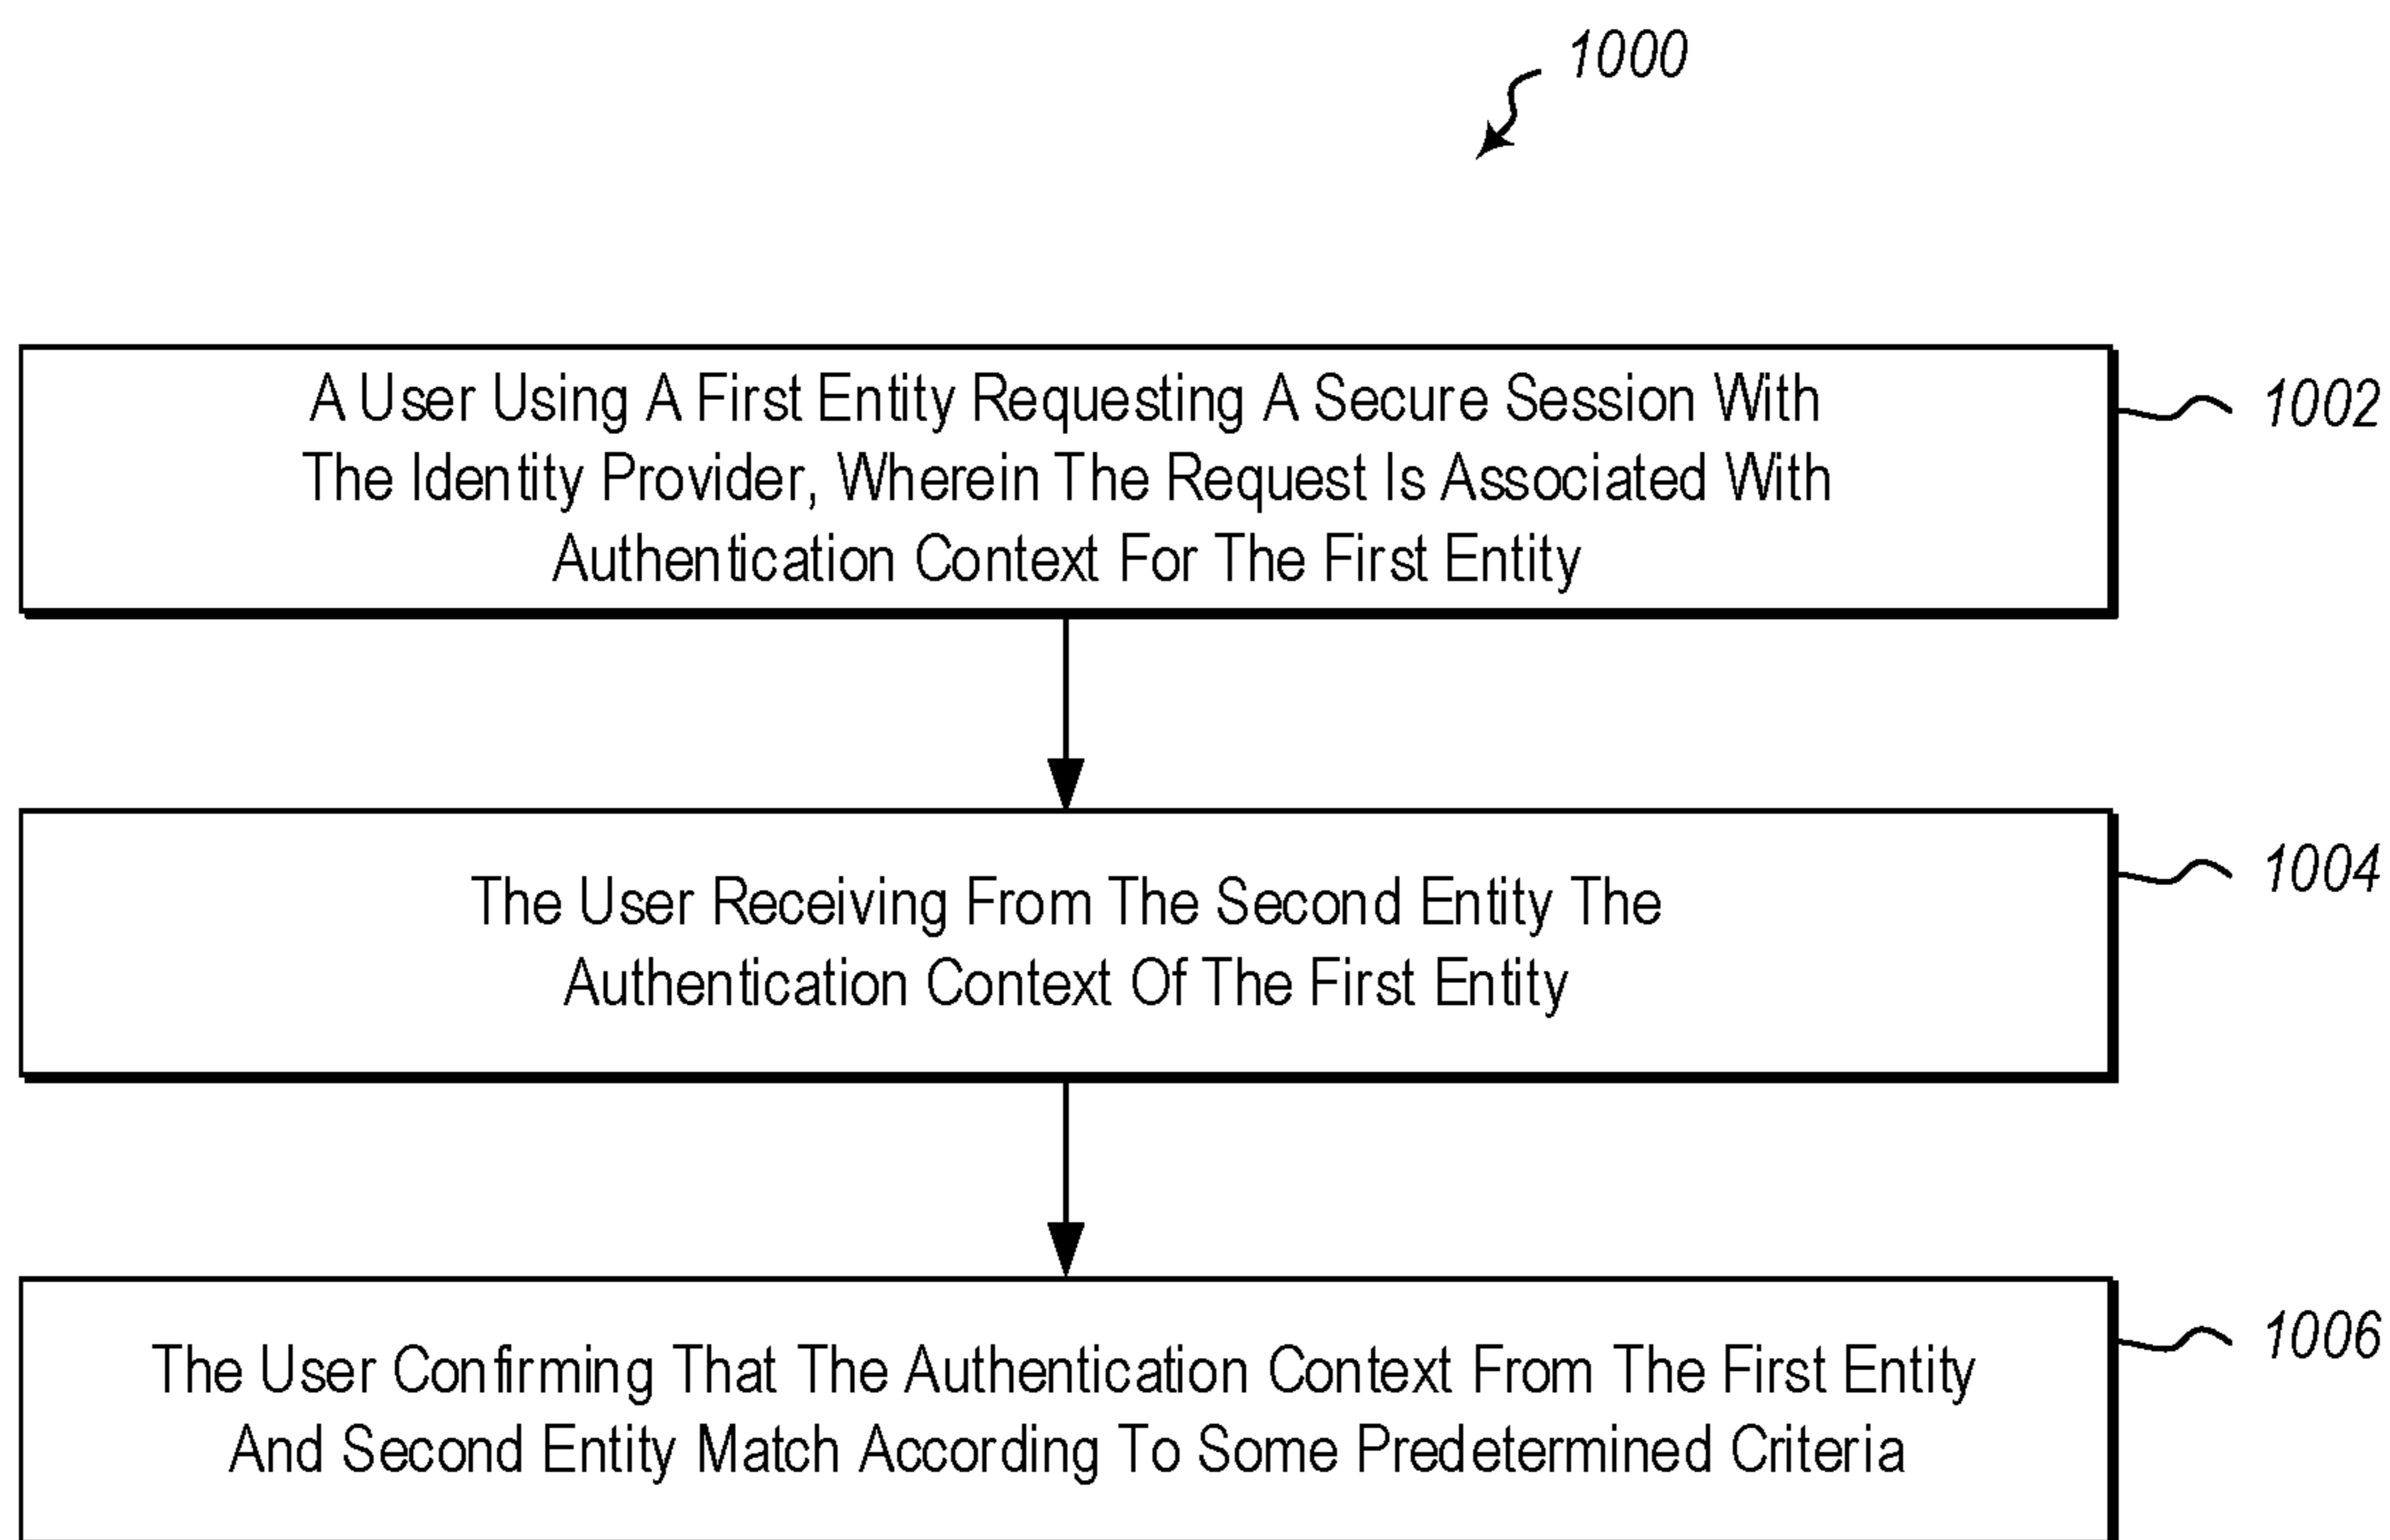 1000
A User Using A First Entity Requesting A Secure Session With
The Identity Provider, Wherein The Request Is Associated With
Authentication Context For The First Entity
1002
The User Receiving From The Second Entity The
Authentication Context Of The First Entity
1004
The User Confirming That The Authentication Context From The First Entity
And Second Entity Match According To Some Predetermined Criteria
1006